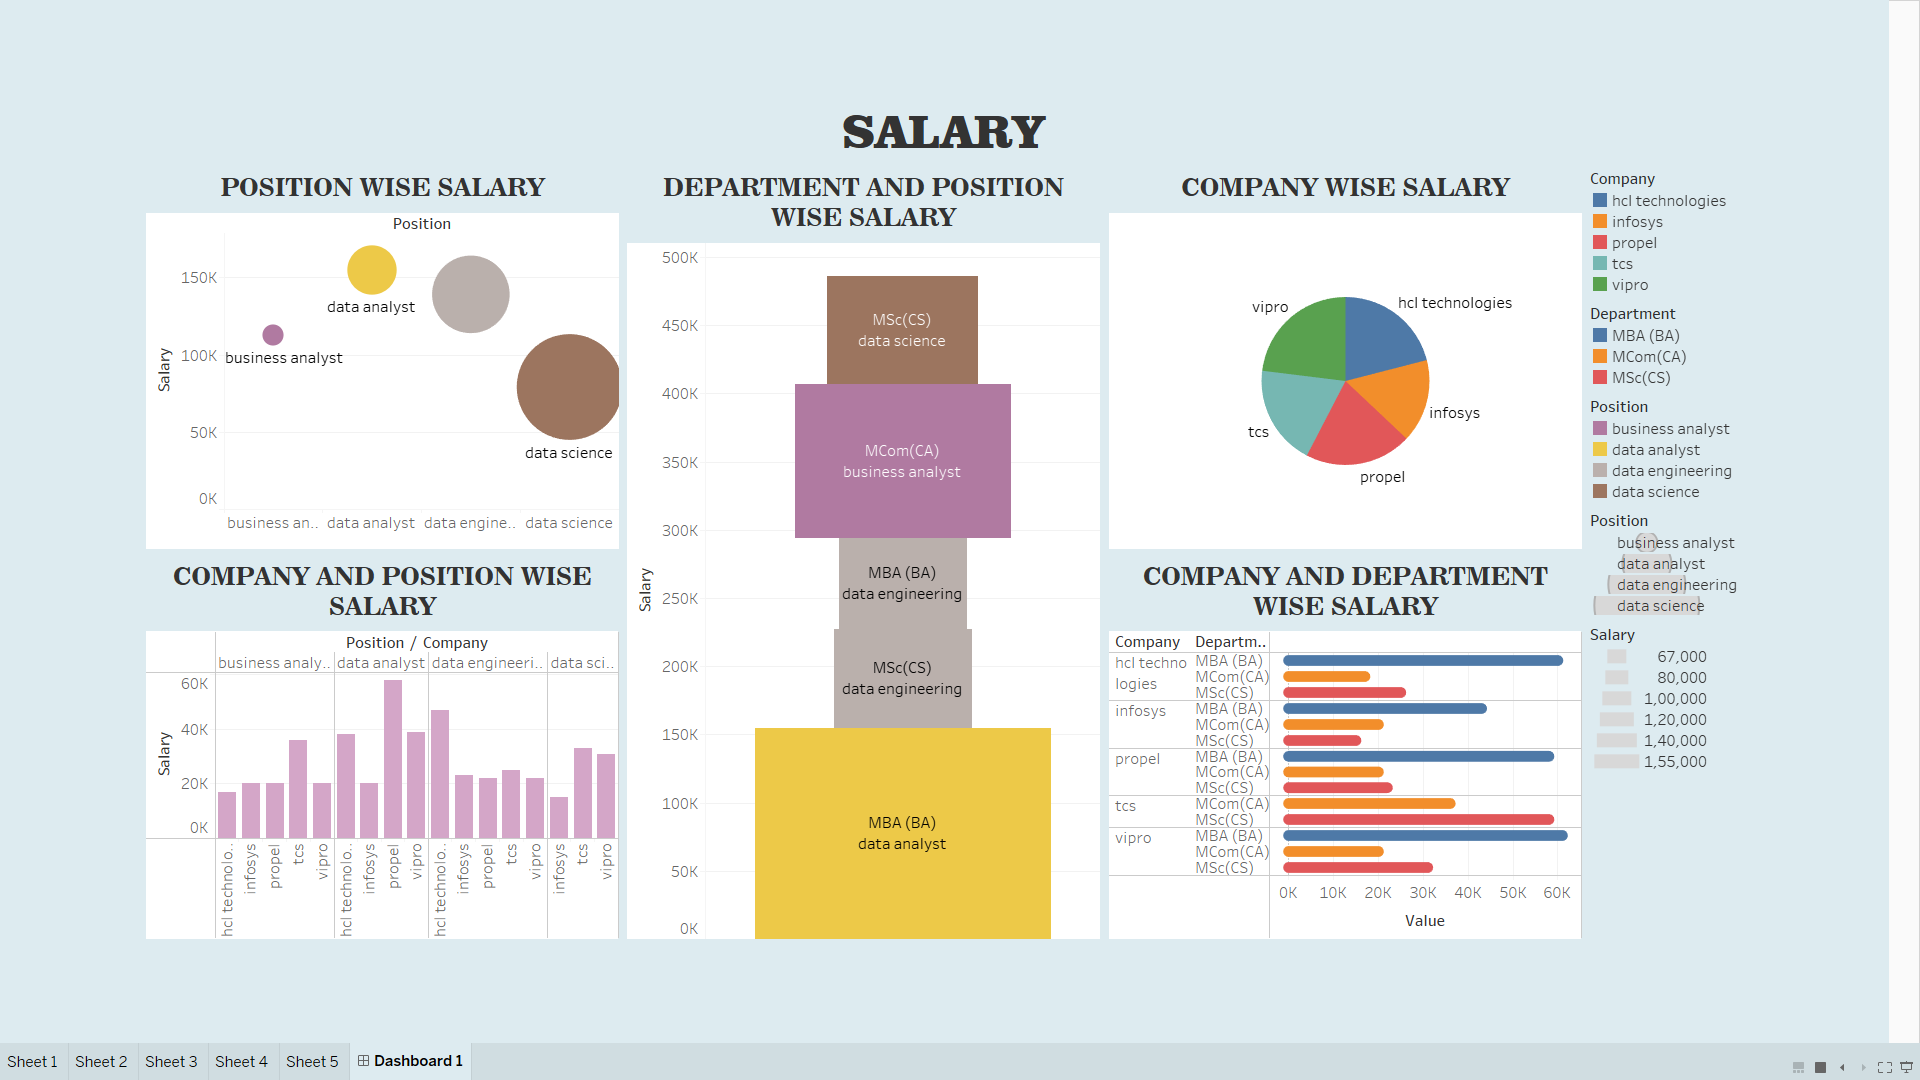 SALARY
POSITION WISE SALARY
Position
150K
100K
50K
0K
Salary
data analyst
business analyst
data science
business an..
data analyst
data engine..
data science
DEPARTMENT AND POSITION
WISE SALARY
500K
450K
400K
350K
300K
250K
200K
150K
100K
50K
0K
Salary
MSc(CS)
data science
MCom(CA)
business analyst
MBA (BA)
data engineering
MSc(CS)
data engineering
MBA (BA)
data analyst
COMPANY WISE SALARY
vipro
hcl technologies
infosys
tcs
propel
Company
hcl technologies
infosys
propel
tcs
vipro
Department
MBA (BA)
MCom(CA)
MSc(CS)
Position
business analyst
data analyst
data engineering
data science
Position
business analyst
data analyst
data engineering
data science
Salary
67,000
80,000
1,00,000
1,20,000
1,40,000
1,55,000
COMPANY AND POSITION WISE
SALARY
Position / Company
business analy..
data analyst
data engineeri..
data sci..
60K
40K
20K
0K
Salary
hcl technolo..
infosys
propel
tcs
vipro
hcl technolo..
infosys
propel
vipro
hcl technolo..
infosys
propel
tcs
vipro
infosys
tcs
vipro
COMPANY AND DEPARTMENT
WISE SALARY
Company Departm..
hcl techno
logies
MBA (BA)
MCom(CA)
MSc(CS)
infosys
MBA (BA)
MCom(CA)
MSc(CS)
propel
MBA (BA)
MCom(CA)
MSc(CS)
tcs
MCom(CA)
MSc(CS)
vipro
MBA (BA)
MCom(CA)
MSc(CS)
0K 10K 20K 30K 40K 50K 60K
Value
Sheet 1 Sheet 2 Sheet 3 Sheet 4 Sheet 5 Dashboard 1